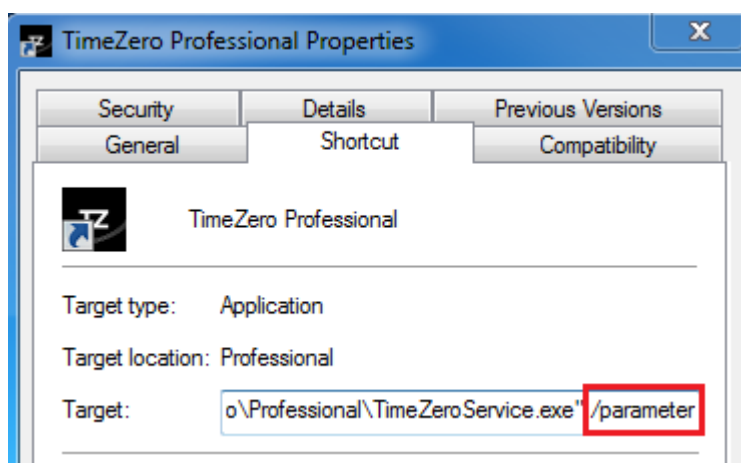 TimeZero Professional Properties
Security Details Previous Versions
General Shortcut Compatibility
TZ TimeZero Professional
Target type: Application
Target location: Professional
Target: o\Professional\TimeZeroService.exe" /parameter